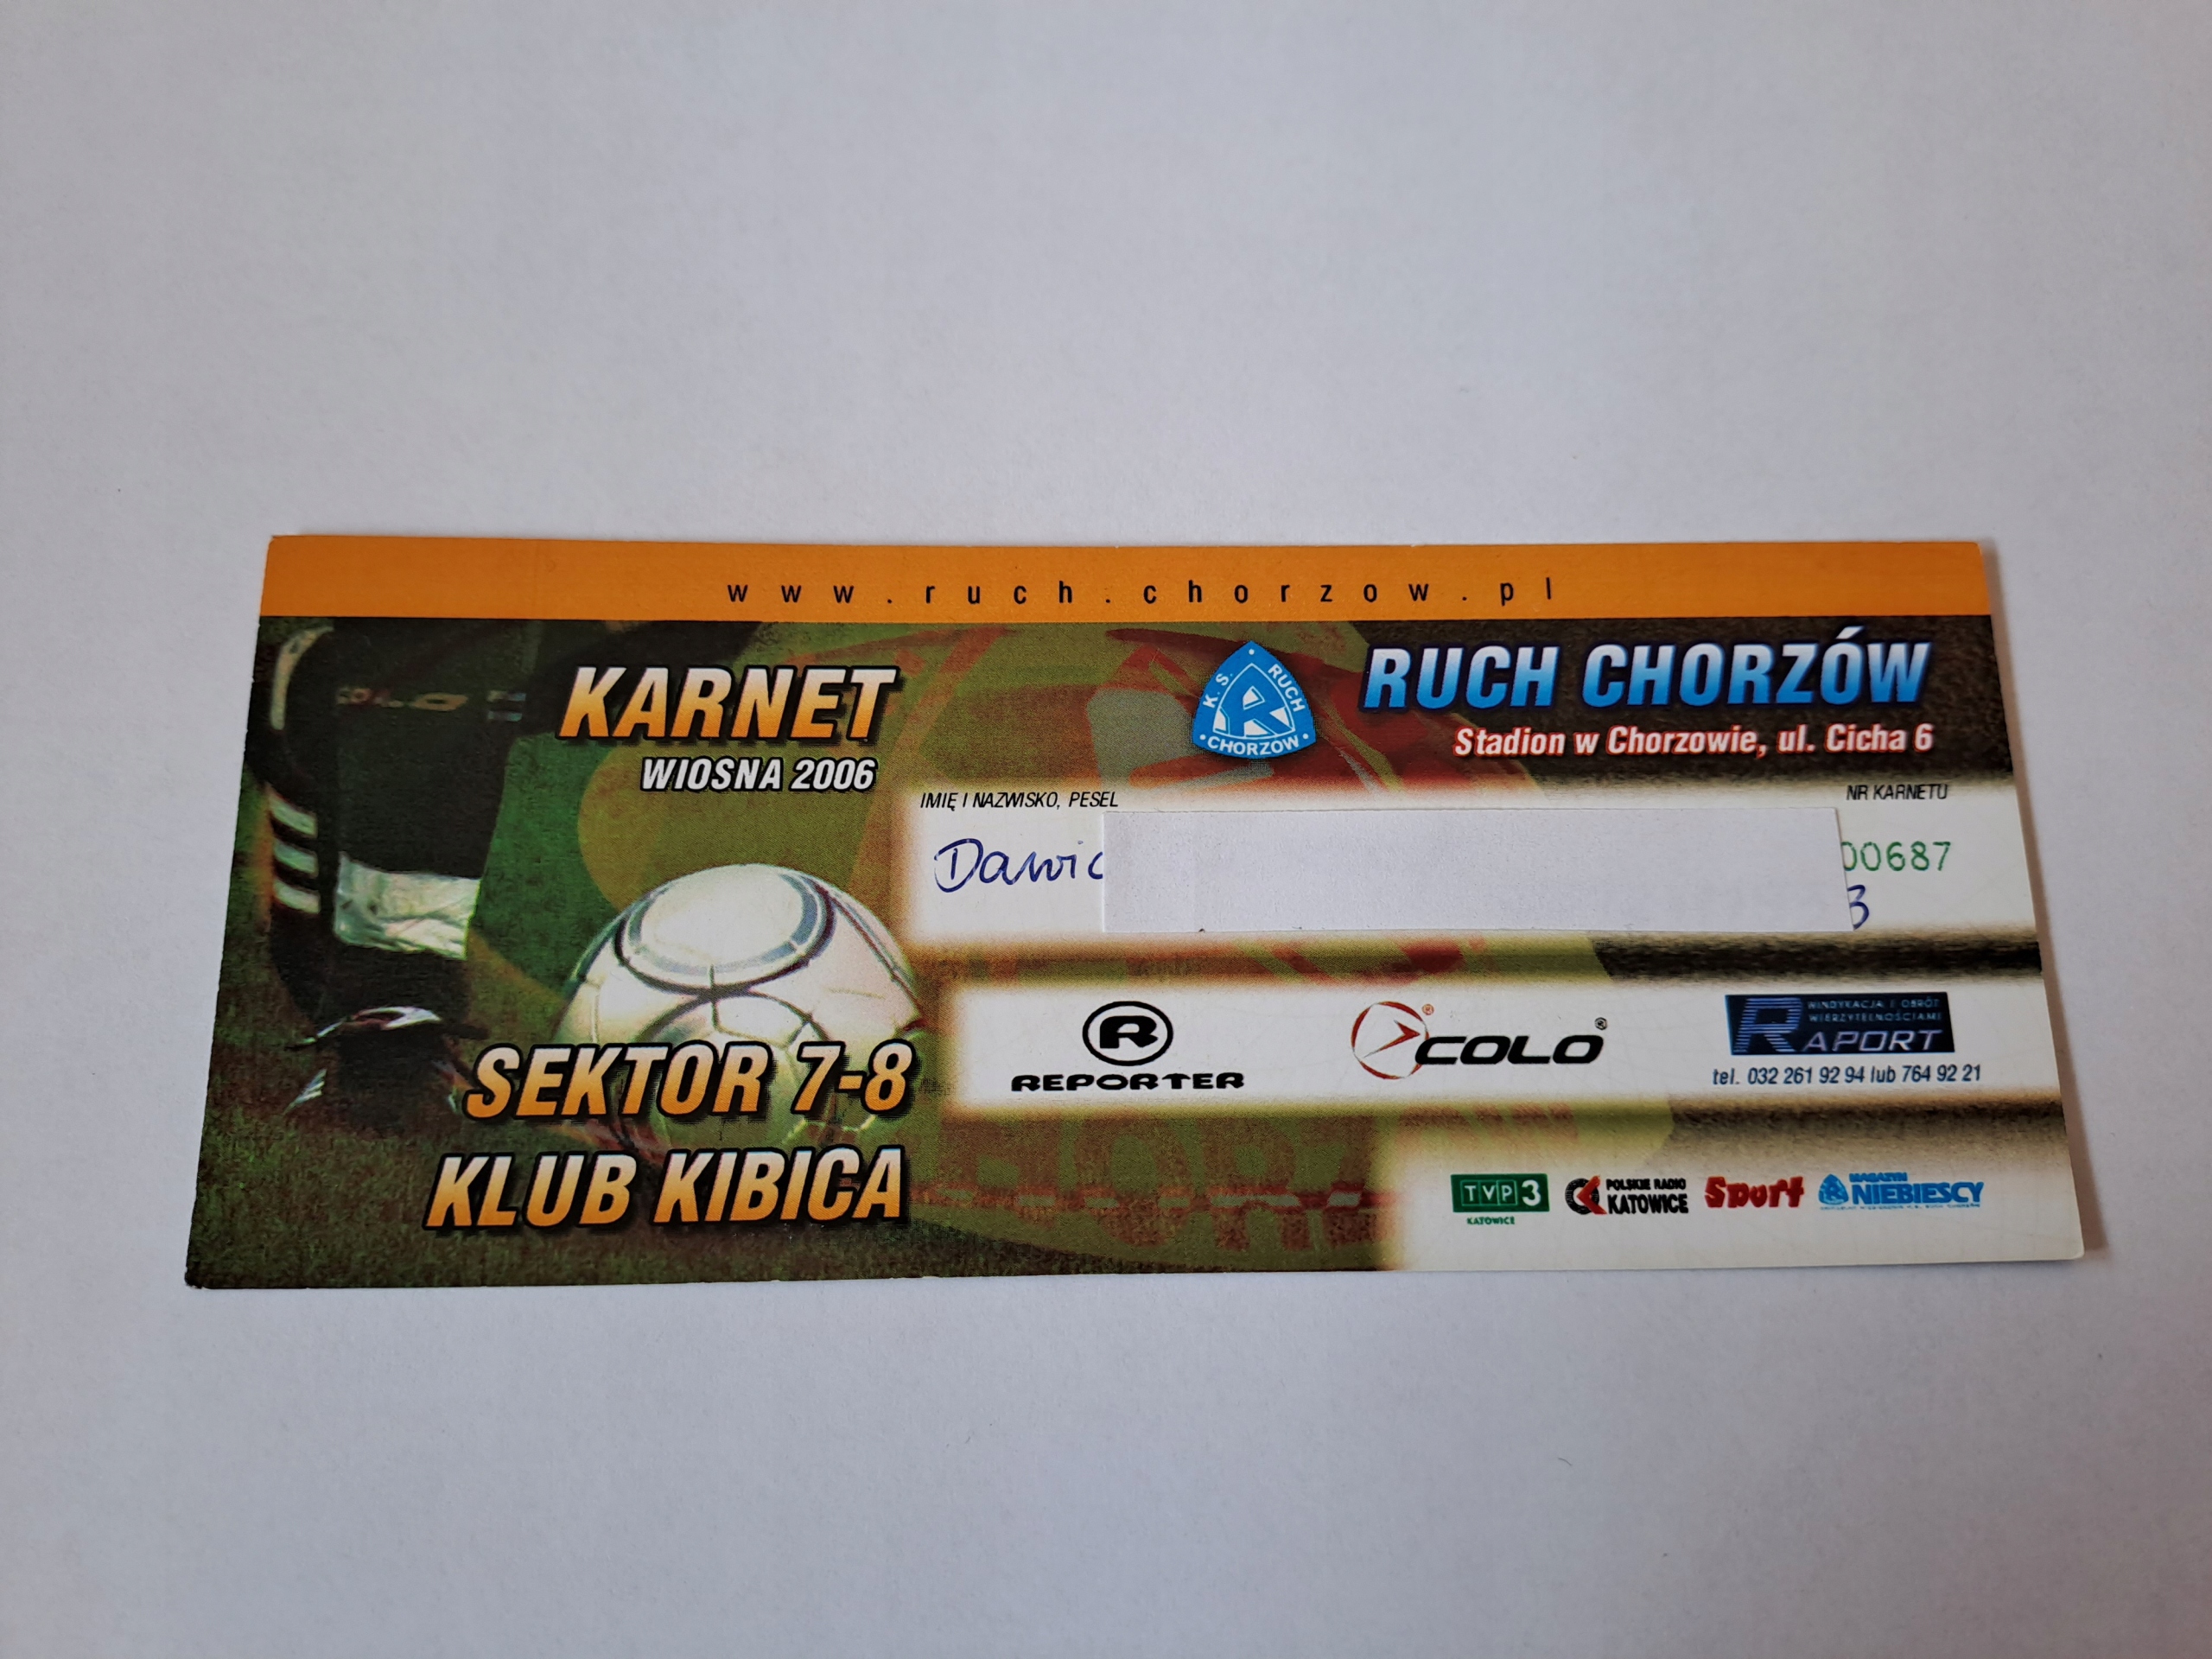 www.ruch.chorzow.pl
KARNET
WIOSNA 2006
K.S. RUCH CHORZÓW
RUCH CHORZÓW
Stadion w Chorzowie, ul. Cicha 6
IMIĘ I NAZWISKO, PESEL
NR KARNETU
00687
3
R
REPORTER
COLO
WINDYKACJA I OBRÓT
WIERZYTELNOŚCIAMI
RAPORT
tel. 032 261 92 94 lub 764 92 21
SEKTOR 7-8
KLUB KIBICA
TVP3
KATOWICE
POLSKIE RADIO
KATOWICE
Sport
MAGAZYN
NIEBIESCY